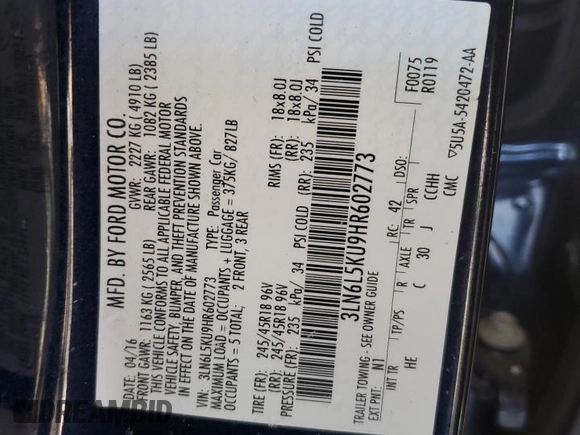 MFD. BY FORD MOTOR CO.
DATE: 04/16 GVWR: 2227 KG ( 4910 LB)
FRONT GAWR: 1163 KG ( 2565 LB) REAR GAWR: 1082 KG ( 2385 LB)
THIS VEHICLE CONFORMS TO ALL APPLICABLE FEDERAL MOTOR
VEHICLE SAFETY, BUMPER, AND THEFT PREVENTION STANDARDS
IN EFFECT ON THE DATE OF MANUFACTURE SHOWN ABOVE.
VIN: 3LN6L5KU9HR602773 TYPE: Passenger Car
MAXIMUM LOAD = OCCUPANTS + LUGGAGE = 375KG/ 827LB
OCCUPANTS = 5 TOTAL: 2 FRONT, 3 REAR
TIRE (FR): 245/45R18 96V RIMS (FR): 18x8.0J
(RR): 245/45R18 96V (RR): 18x8.0J
(FR): 235 kPa/ 34 PSI COLD (RR): 235 kPa/ 34 PSI COLD
3LN6L5KU9HR602773
TRAILER TOWING - SEE OWNER GUIDE
EXT PNT: N1 RC: 42 DSO: F0075
R0119
INT TR TP/PS R AXLE TR SPR
HE C 30 J CCHH
CMC ▽5U5A-5420472-AA
DREAMBID